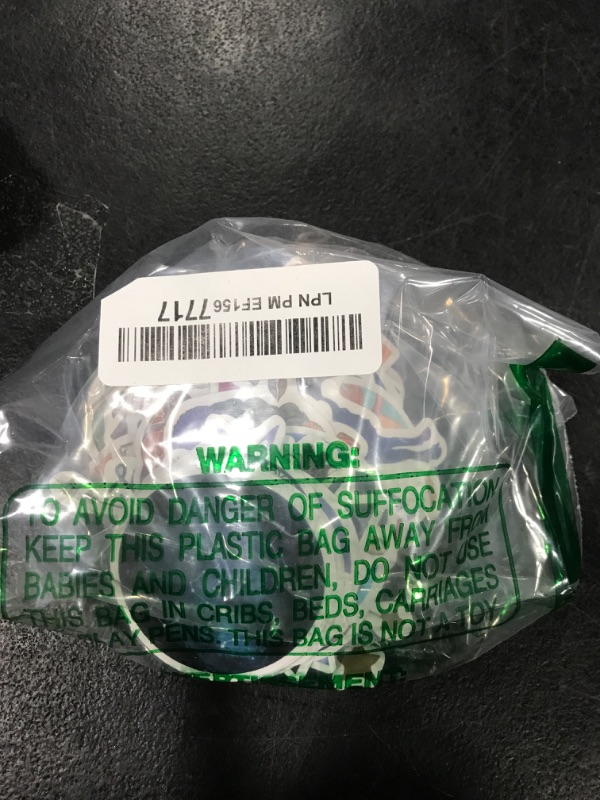 LPN PM EF1567717
WARNING:
TO AVOID DANGER OF SUFFOCATION
KEEP THIS PLASTIC BAG AWAY FROM
BABIES AND CHILDREN, DO NOT USE
THIS BAG IN CRIBS, BEDS, CARRIAGES
PLAY PENS. THIS BAG IS NOT A TOY